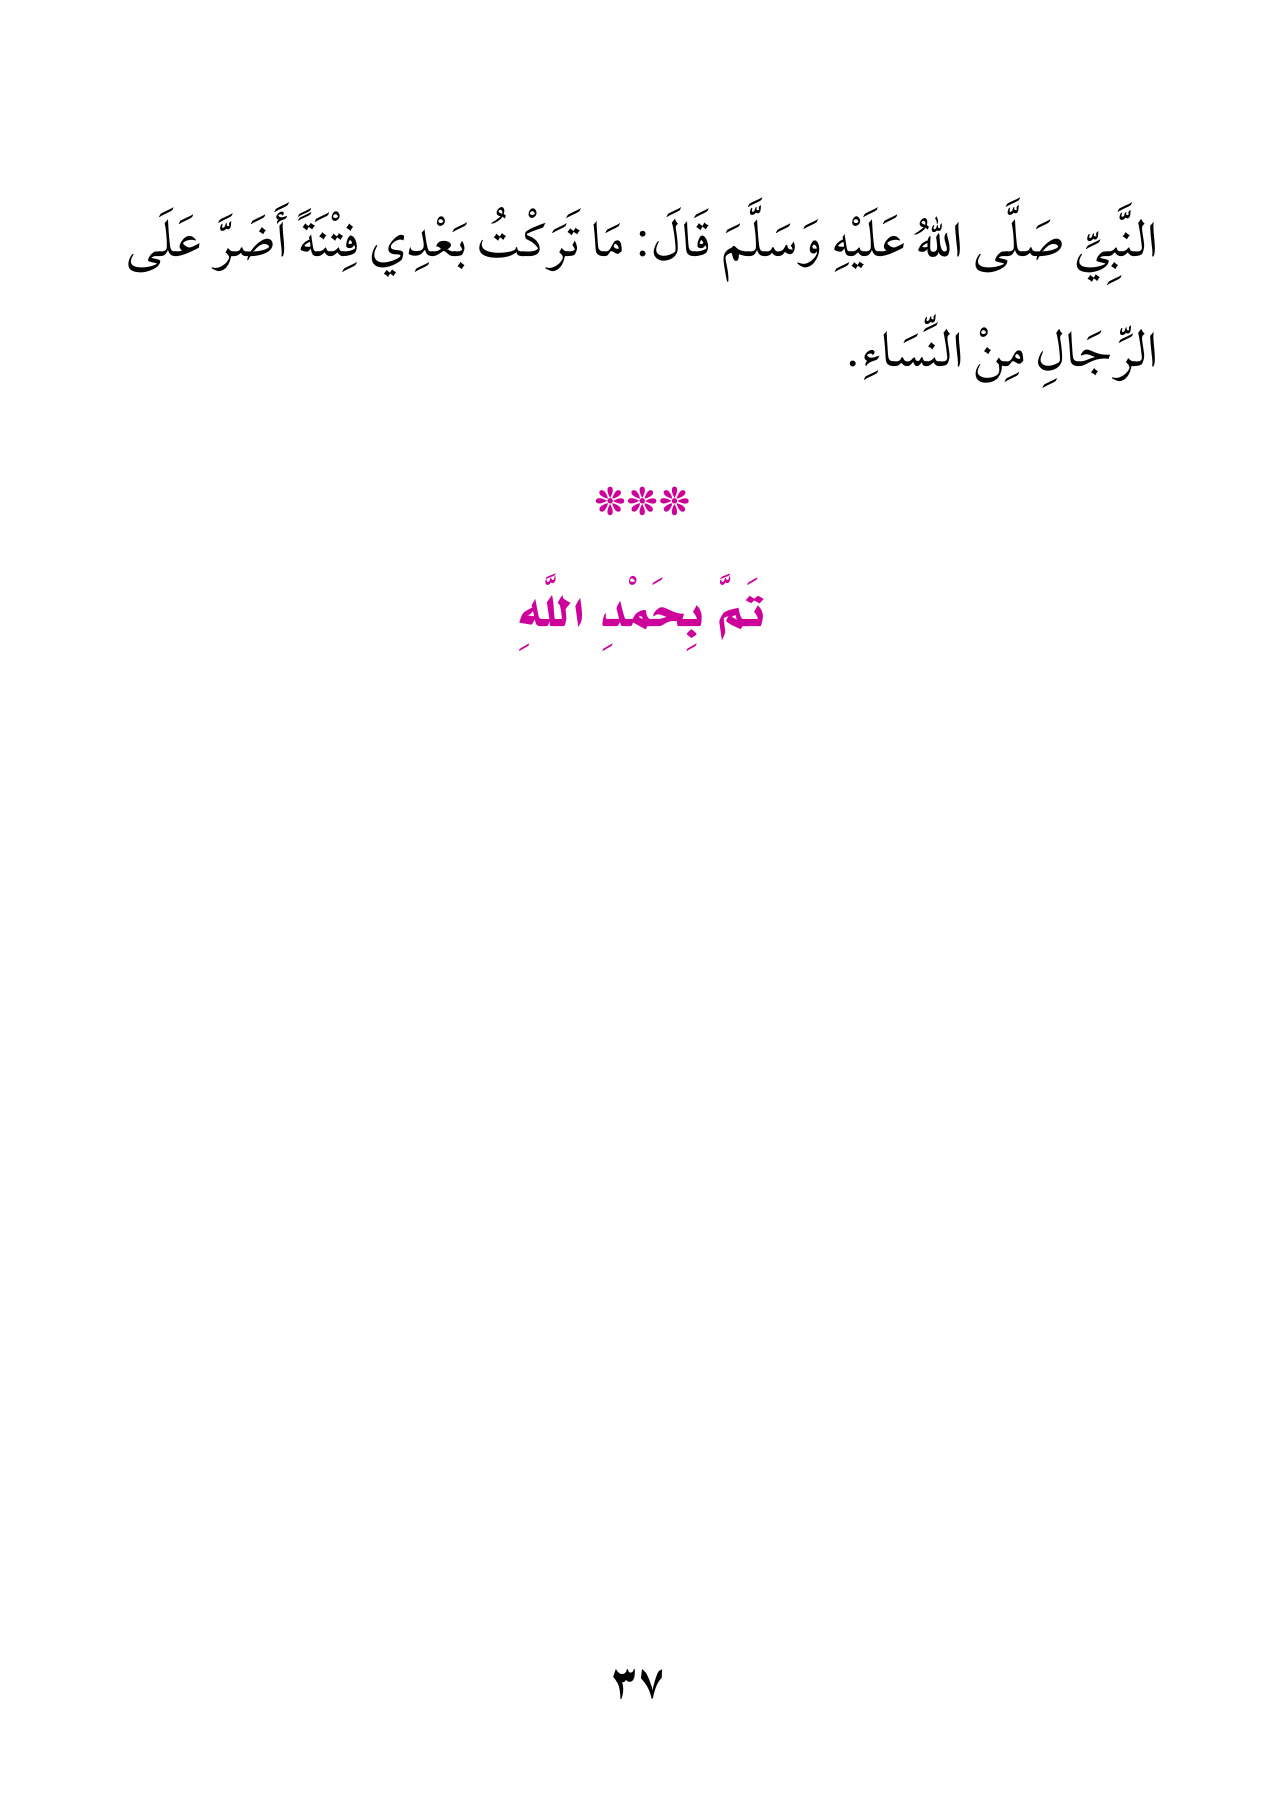 النَّبِيِّ صَلَّى اللهُ عَلَيْهِ وَسَلَّمَ قَالَ: مَا تَرَكْتُ بَعْدِي فِتْنَةً أَضَرَّ عَلَى
الرِّجَالِ مِنْ النِّسَاءِ.
❊❊❊
تَمَّ بِحَمْدِ اللَّهِ
٣٧